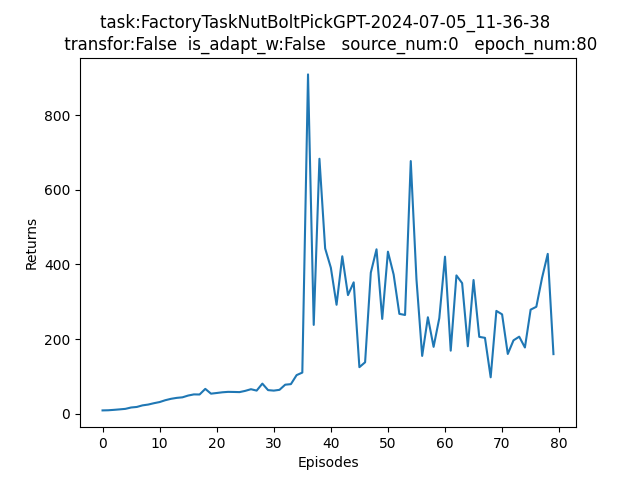 task:FactoryTaskNutBoltPickGPT-2024-07-05_11-36-38
transfor:False  is_adapt_w:False   source_num:0   epoch_num:80
Returns
800
600
400
200
0
0 10 20 30 40 50 60 70 80
Episodes